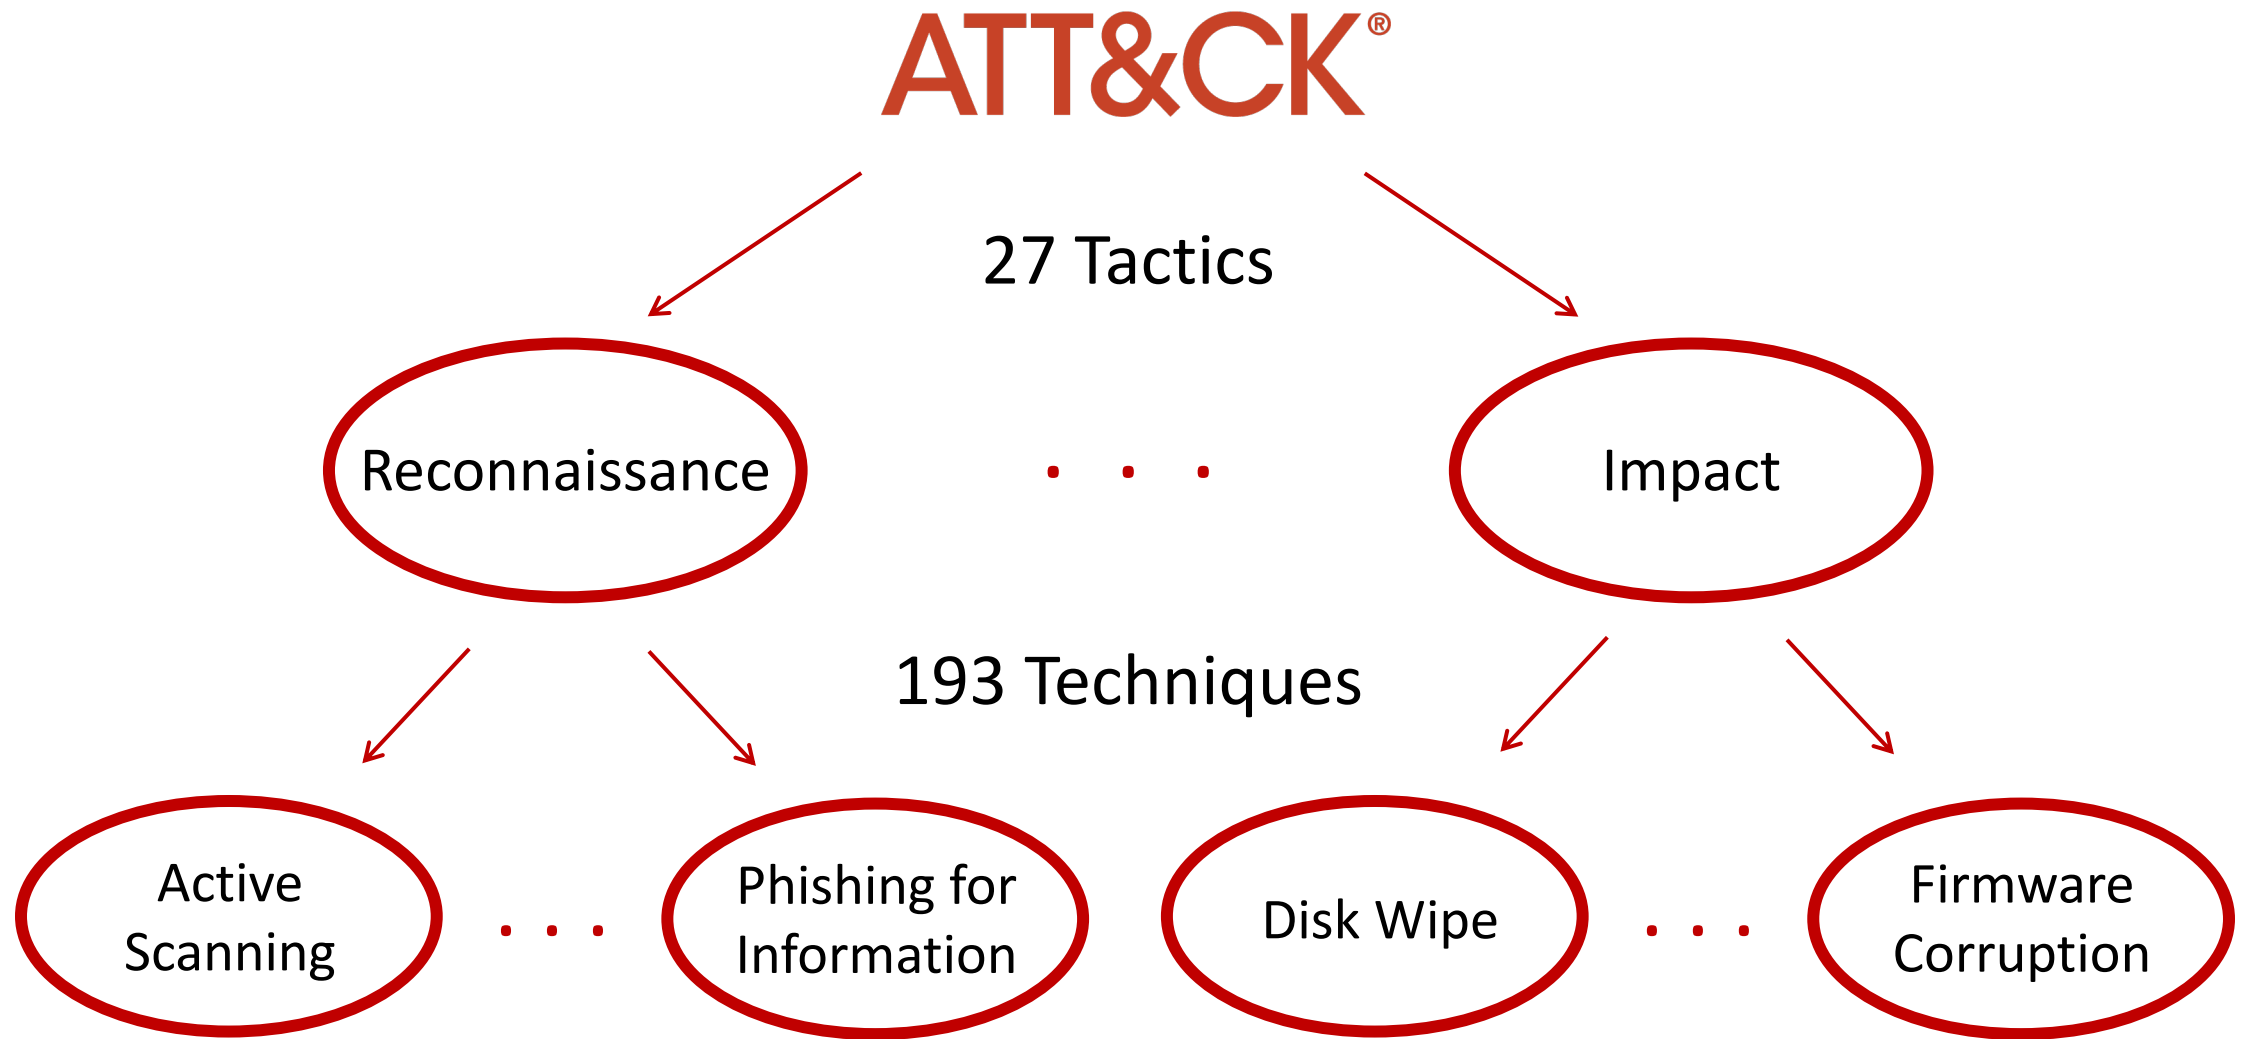 ATT&CK®
27 Tactics
Reconnaissance
. . .
Impact
193 Techniques
Active
Scanning
. . .
Phishing for
Information
Disk Wipe
. . .
Firmware
Corruption